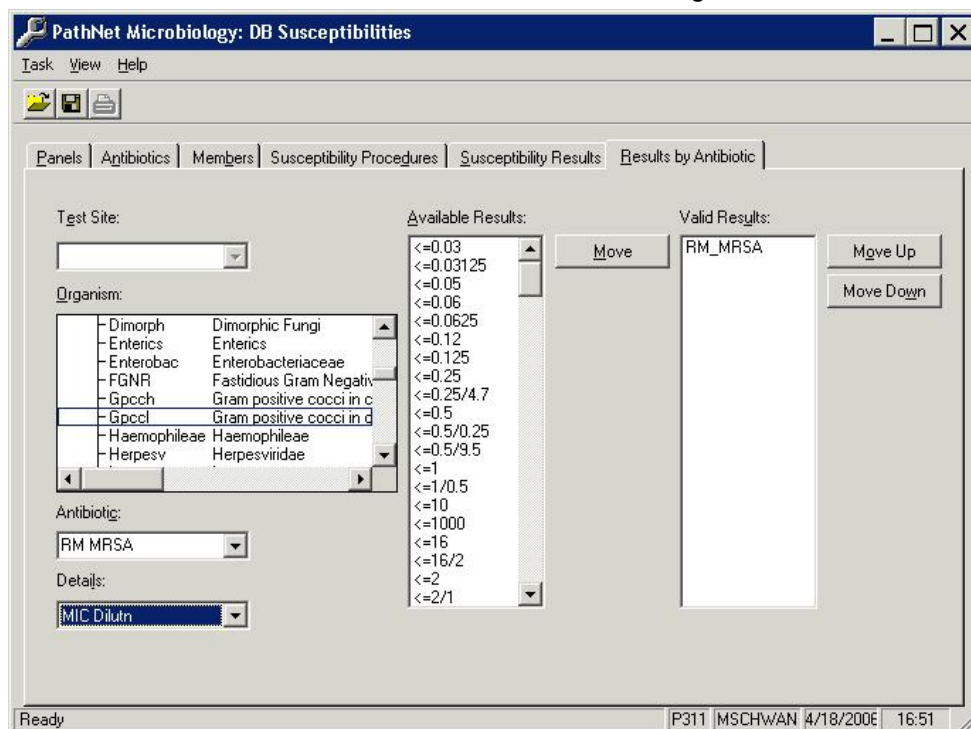 PathNet Microbiology: DB Susceptibilities
Task View Help
Panels Antibiotics Members Susceptibility Procedures Susceptibility Results Results by Antibiotic
Test Site:
Organism:
Dimorph Dimorphic Fungi
Enterics Enterics
Enterobac Enterobacteriaceae
FGNR Fastidious Gram Negativ
Gpcch Gram positive cocci in c
Gpccl Gram positive cocci in d
Haemophileae Haemophileae
Herpesv Herpesviridae
Antibiotic:
RM MRSA
Details:
MIC Dilutn
Available Results:
<=0.03
<=0.03125
<=0.05
<=0.06
<=0.0625
<=0.12
<=0.125
<=0.25
<=0.25/4.7
<=0.5
<=0.5/0.25
<=0.5/9.5
<=1
<=1/0.5
<=10
<=1000
<=16
<=16/2
<=2
<=2/1
Move
Valid Results:
RM_MRSA
Move Up
Move Down
Ready P311 MSCHWAN 4/18/2006 16:51